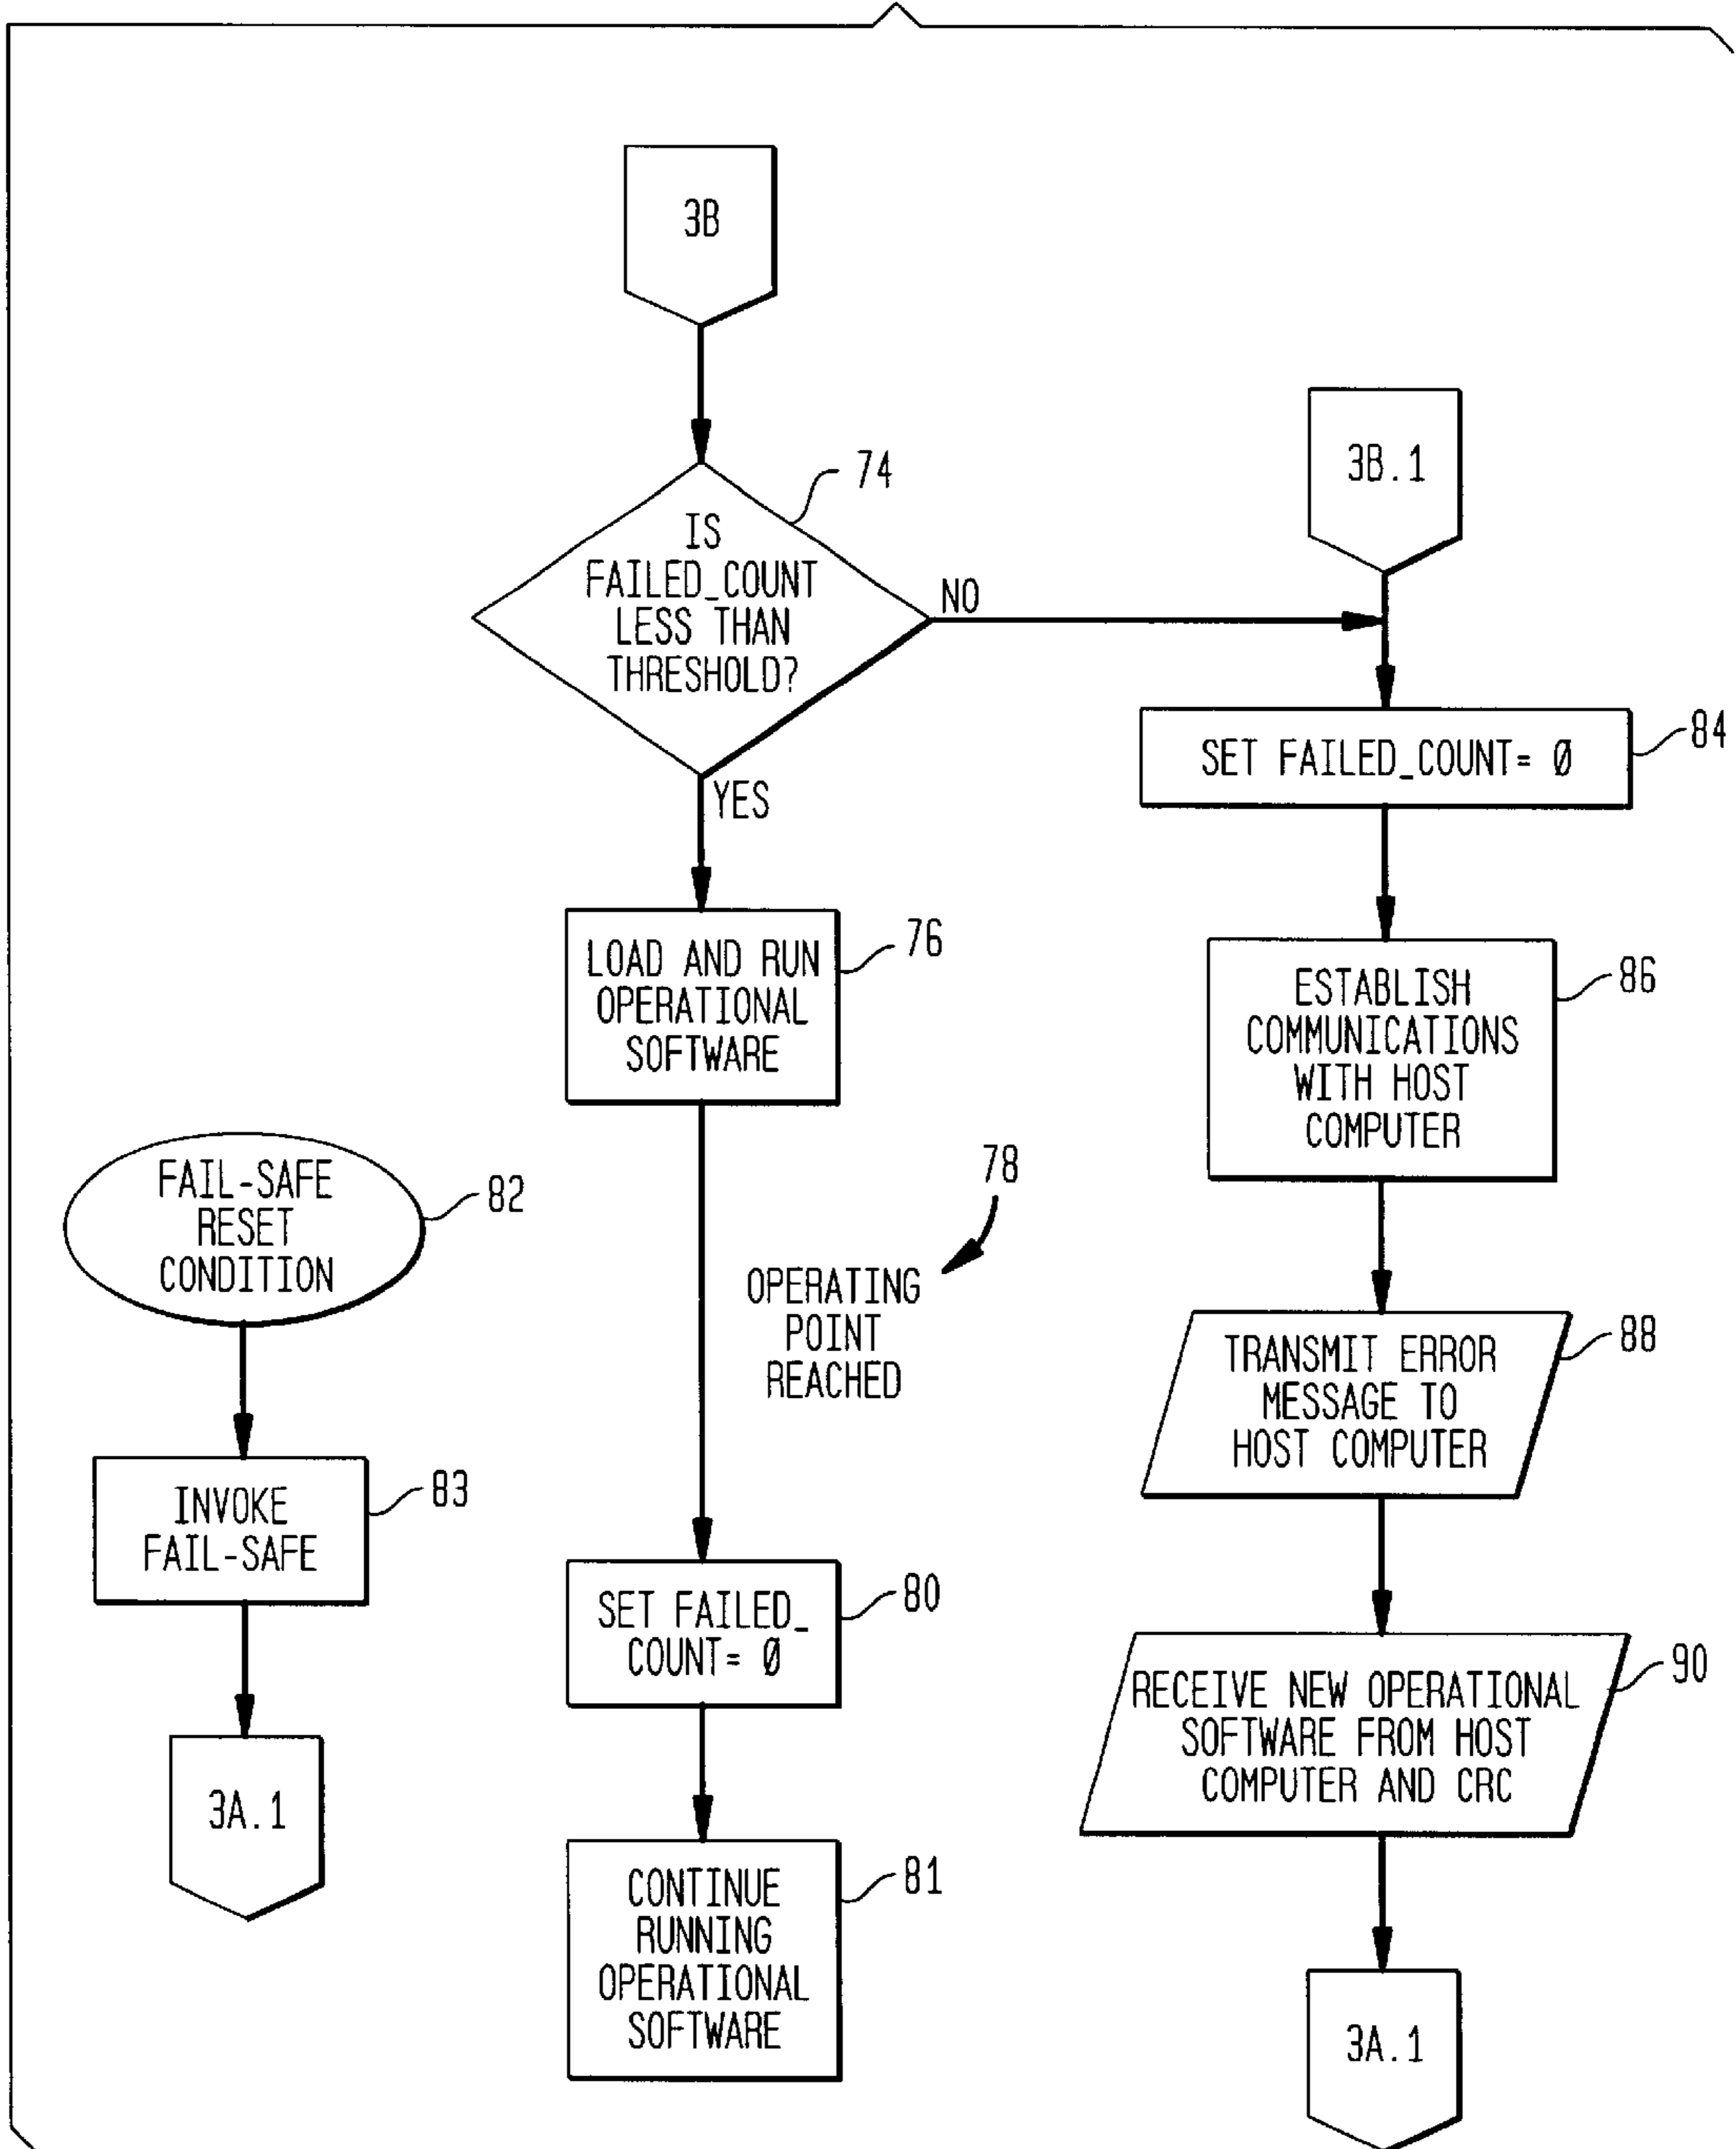 3B
74
IS
FAILED_COUNT
LESS THAN
THRESHOLD?
NO
YES
3B.1
SET FAILED_COUNT= Ø
84
LOAD AND RUN
OPERATIONAL
SOFTWARE
76
ESTABLISH
COMMUNICATIONS
WITH HOST
COMPUTER
86
FAIL-SAFE
RESET
CONDITION
82
78
OPERATING
POINT
REACHED
TRANSMIT ERROR
MESSAGE TO
HOST COMPUTER
88
INVOKE
FAIL-SAFE
83
SET FAILED_
COUNT= Ø
80
RECEIVE NEW OPERATIONAL
SOFTWARE FROM HOST
COMPUTER AND CRC
90
3A.1
CONTINUE
RUNNING
OPERATIONAL
SOFTWARE
81
3A.1